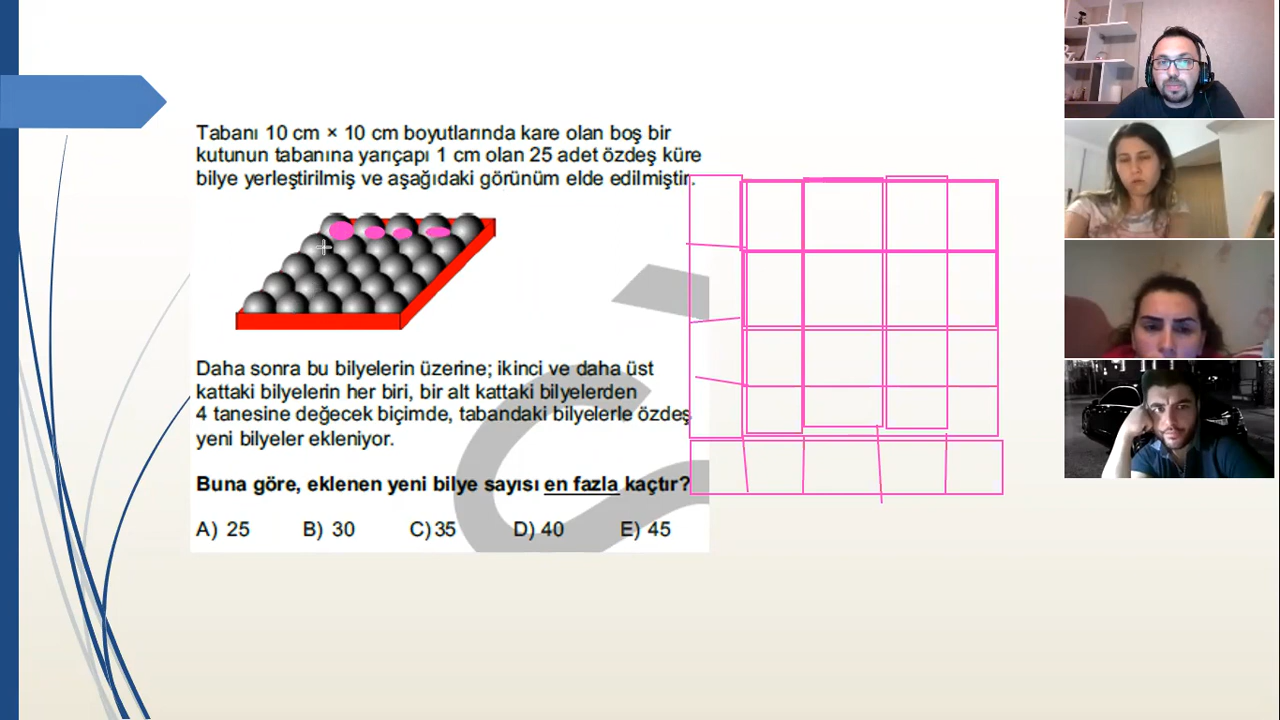 Tabanı 10 cm × 10 cm boyutlarında kare olan boş bir
kutunun tabanına yarıçapı 1 cm olan 25 adet özdeş küre
bilye yerleştirilmiş ve aşağıdaki görünüm elde edilmiştir.
Daha sonra bu bilyelerin üzerine; ikinci ve daha üst
kattaki bilyelerin her biri, bir alt kattaki bilyelerden
4 tanesine değecek biçimde, tabandaki bilyelerle özdeş
yeni bilyeler ekleniyor.
Buna göre, eklenen yeni bilye sayısı en fazla kaçtır?
A) 25 B) 30 C) 35 D) 40 E) 45